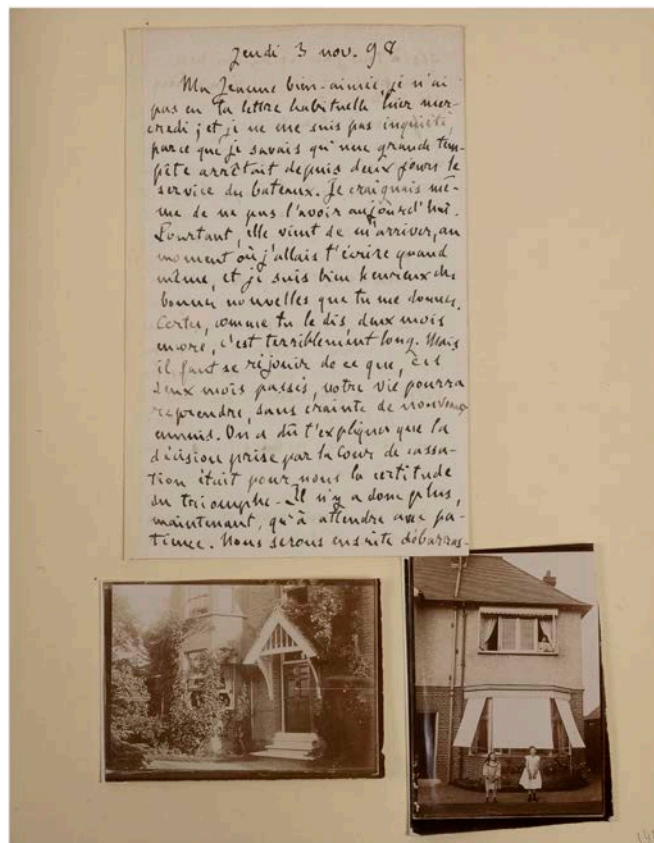 Jeudi 3 nov. 98
Ma Jeanne bien-aimée, je n'ai
pas eu ta lettre habituelle hier mer-
credi; et je ne me suis pas inquiété,
parce que je savais qu'une grande tem-
pête arrêtait depuis deux jours le
service du bateaux. Je craignais mê-
me de ne pas l'avoir aujourd'hui.
Pourtant, elle vient de m'arriver, au
moment où j'allais t'écrire quand
même, et je suis bien heureux des
bonnes nouvelles que tu me donnes.
Certes, comme tu le dis, deux mois
encore, c'est terriblement long. Mais
il faut se réjouir de ce que, ces
deux mois passés, notre vie pourra
reprendre, sans crainte de nouveaux
ennuis. On a dû t'expliquer que la
décision prise par la Cour de cassa-
tion était pour nous la certitude
du triomphe. Il n'y a donc plus,
maintenant, qu'à attendre avec pa-
tience. Nous serons ensuite débarras-